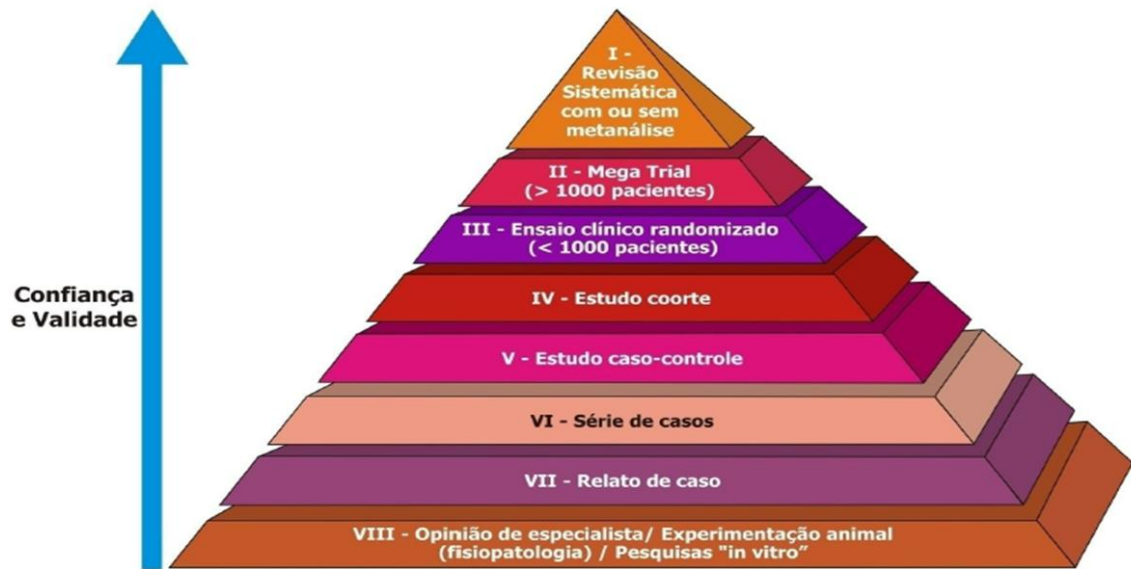 I -
Revisão
Sistemática
com ou sem
metanálise
II - Mega Trial
(> 1000 pacientes)
III - Ensaio clínico randomizado
(< 1000 pacientes)
IV - Estudo coorte
Confiança
e Validade
V - Estudo caso-controle
VI - Série de casos
VII - Relato de caso
VIII - Opinião de especialista/ Experimentação animal
(fisiopatologia) / Pesquisas "in vitro”